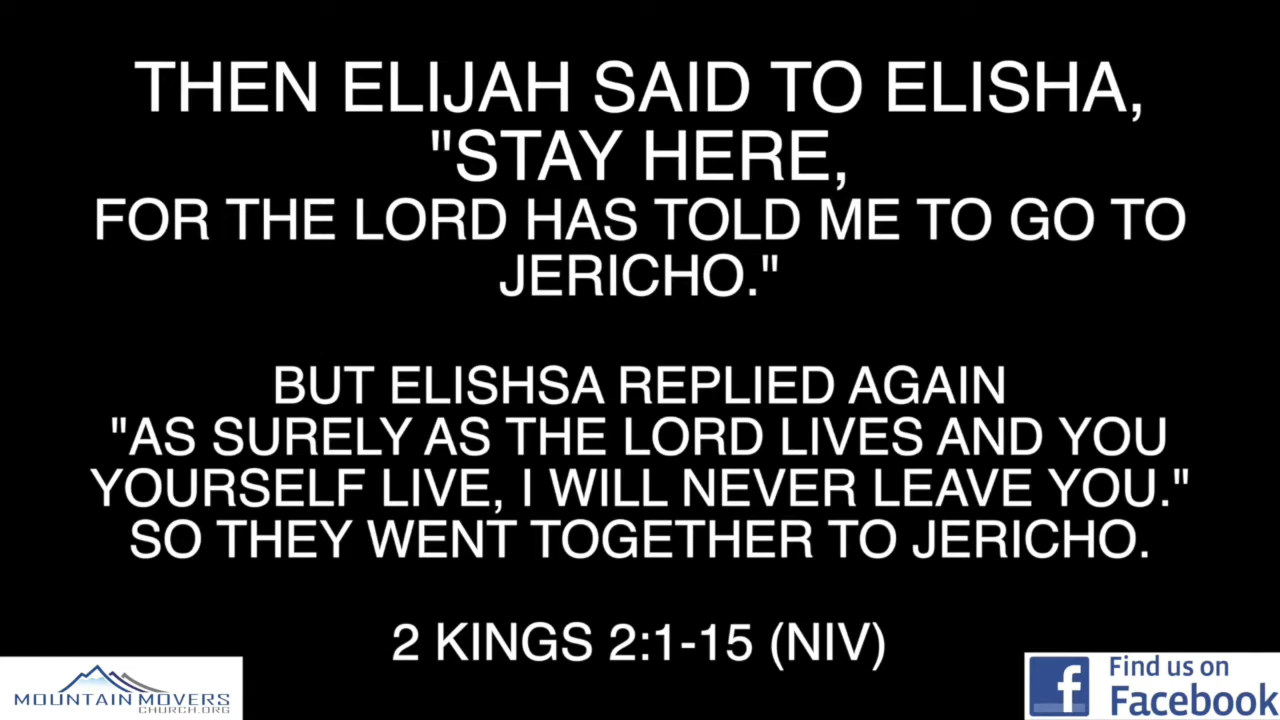 THEN ELIJAH SAID TO ELISHA,
"STAY HERE,
FOR THE LORD HAS TOLD ME TO GO TO
JERICHO."
BUT ELISHSA REPLIED AGAIN
"AS SURELY AS THE LORD LIVES AND YOU
YOURSELF LIVE, I WILL NEVER LEAVE YOU."
SO THEY WENT TOGETHER TO JERICHO.
2 KINGS 2:1-15 (NIV)
MOUNTAIN MOVERS
CHURCH.ORG
f
Find us on
Facebook